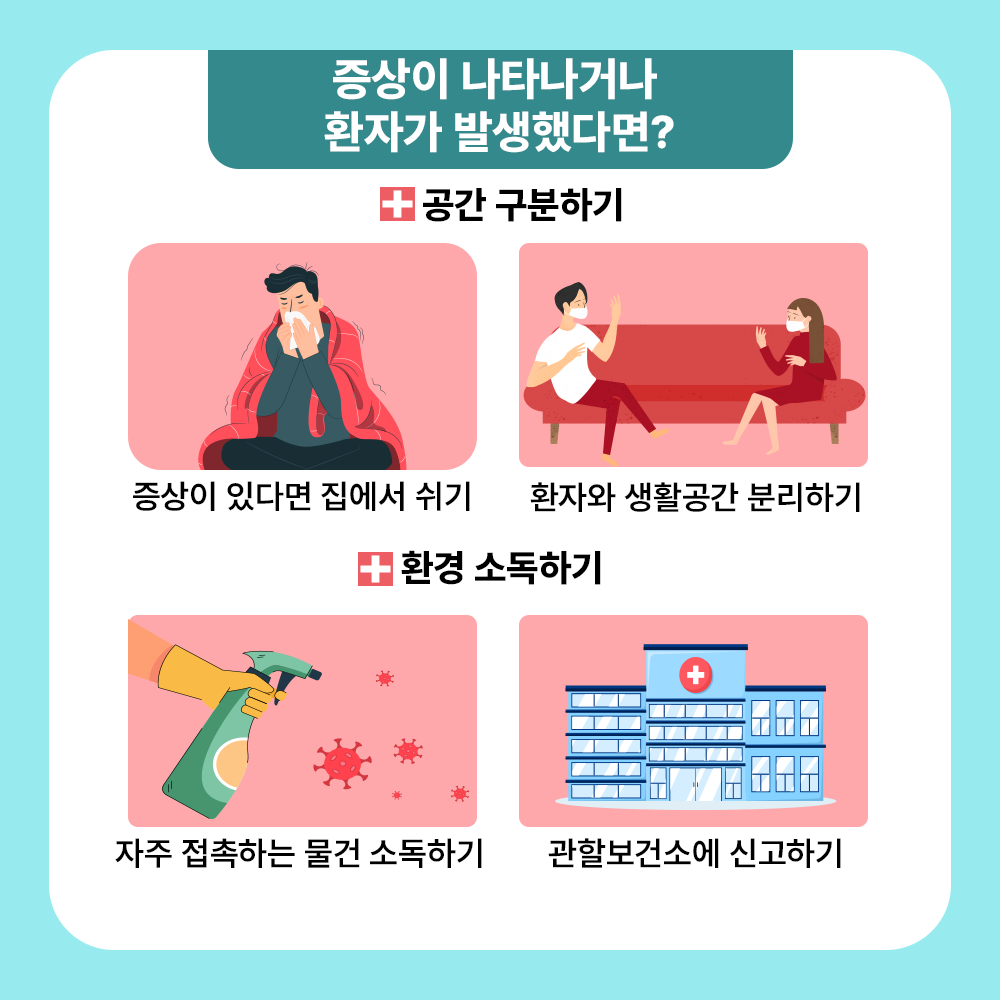 증상이 나타나거나
환자가 발생했다면?
공간 구분하기
증상이 있다면 집에서 쉬기
환자와 생활공간 분리하기
환경 소독하기
자주 접촉하는 물건 소독하기
관할보건소에 신고하기